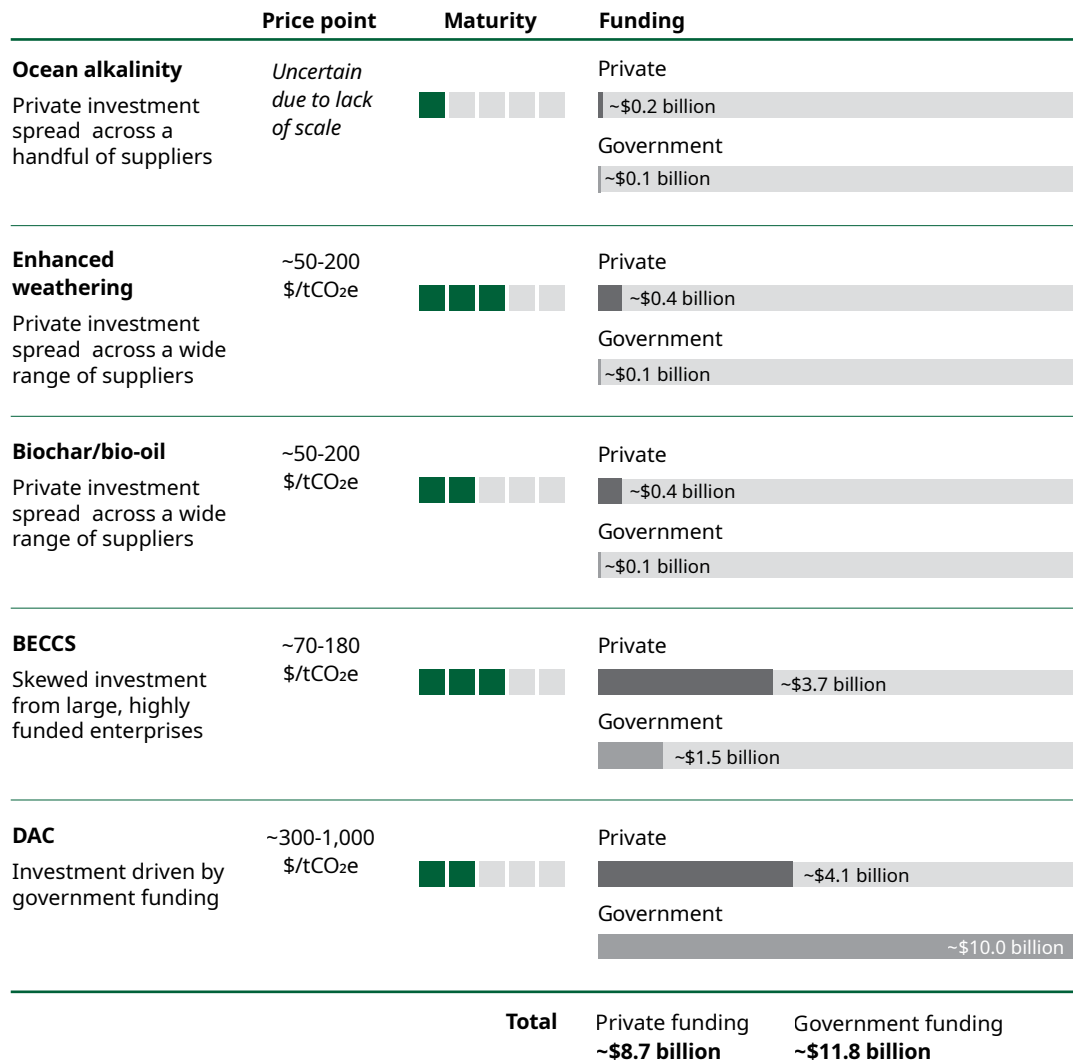 Price point Maturity Funding
Ocean alkalinity
Private investment
spread  across a
handful of suppliers
Uncertain
due to lack
of scale
Private
~$0.2 billion
Government
~$0.1 billion
Enhanced
weathering
Private investment
spread  across a wide
range of suppliers
~50-200
$/tCO₂e
Private
~$0.4 billion
Government
~$0.1 billion
Biochar/bio-oil
Private investment
spread  across a wide
range of suppliers
~50-200
$/tCO₂e
Private
~$0.4 billion
Government
~$0.1 billion
BECCS
Skewed investment
from large, highly
funded enterprises
~70-180
$/tCO₂e
Private
~$3.7 billion
Government
~$1.5 billion
DAC
Investment driven by
government funding
~300-1,000
$/tCO₂e
Private
~$4.1 billion
Government
~$10.0 billion
Total
Private funding
~$8.7 billion
Government funding
~$11.8 billion